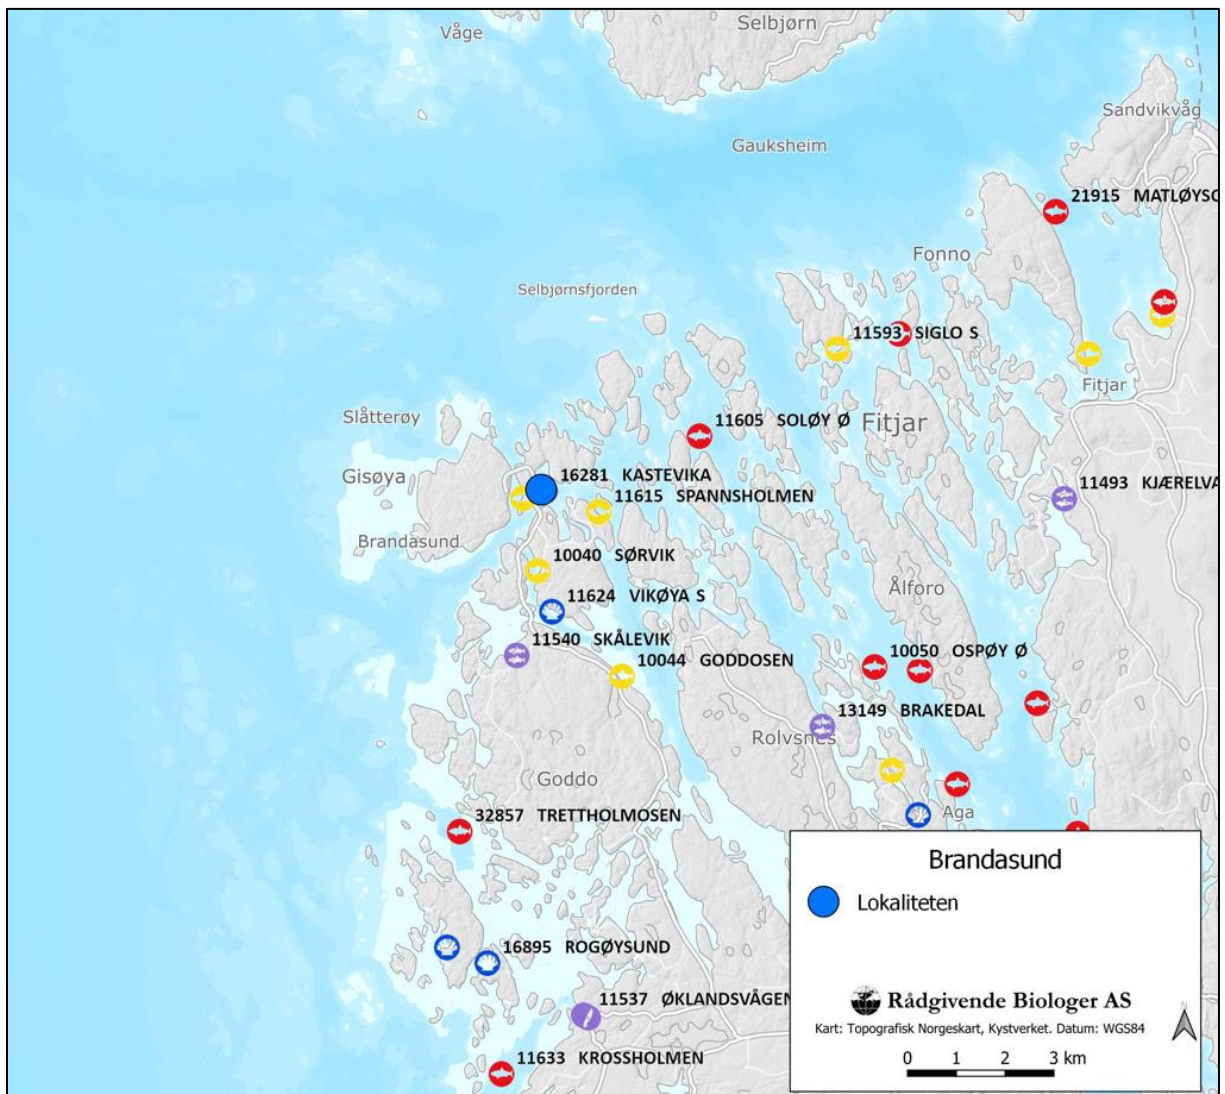 Selbjørn
Våge
Sandvikvåg
Gauksheim
21915 MATLØYSO
Fonno
Selbjørnsfjorden
11593 SIGLO S
Fitjar
Slåtterøy
11605 SOLØY Ø
Fitjar
16281 KASTEVIKA
Gisøya
11615 SPANNSHOLMEN
11493 KJÆRELVA
Brandasund
10040 SØRVIK
Ålforo
11624 VIKØYA S
11540 SKÅLEVIK
10044 GODDOSEN
10050 OSPØY Ø
13149 BRAKEDAL
Rolvsnes
Goddo
32857 TRETTHOLMOSEN
Aga
Brandasund
Lokaliteten
16895 ROGØYSUND
11537 ØKLANDSVÅGEN
Rådgivende Biologer AS
Kart: Topografisk Norgeskart, Kystverket. Datum: WGS84
N
11633 KROSSHOLMEN
0 1 2 3 km